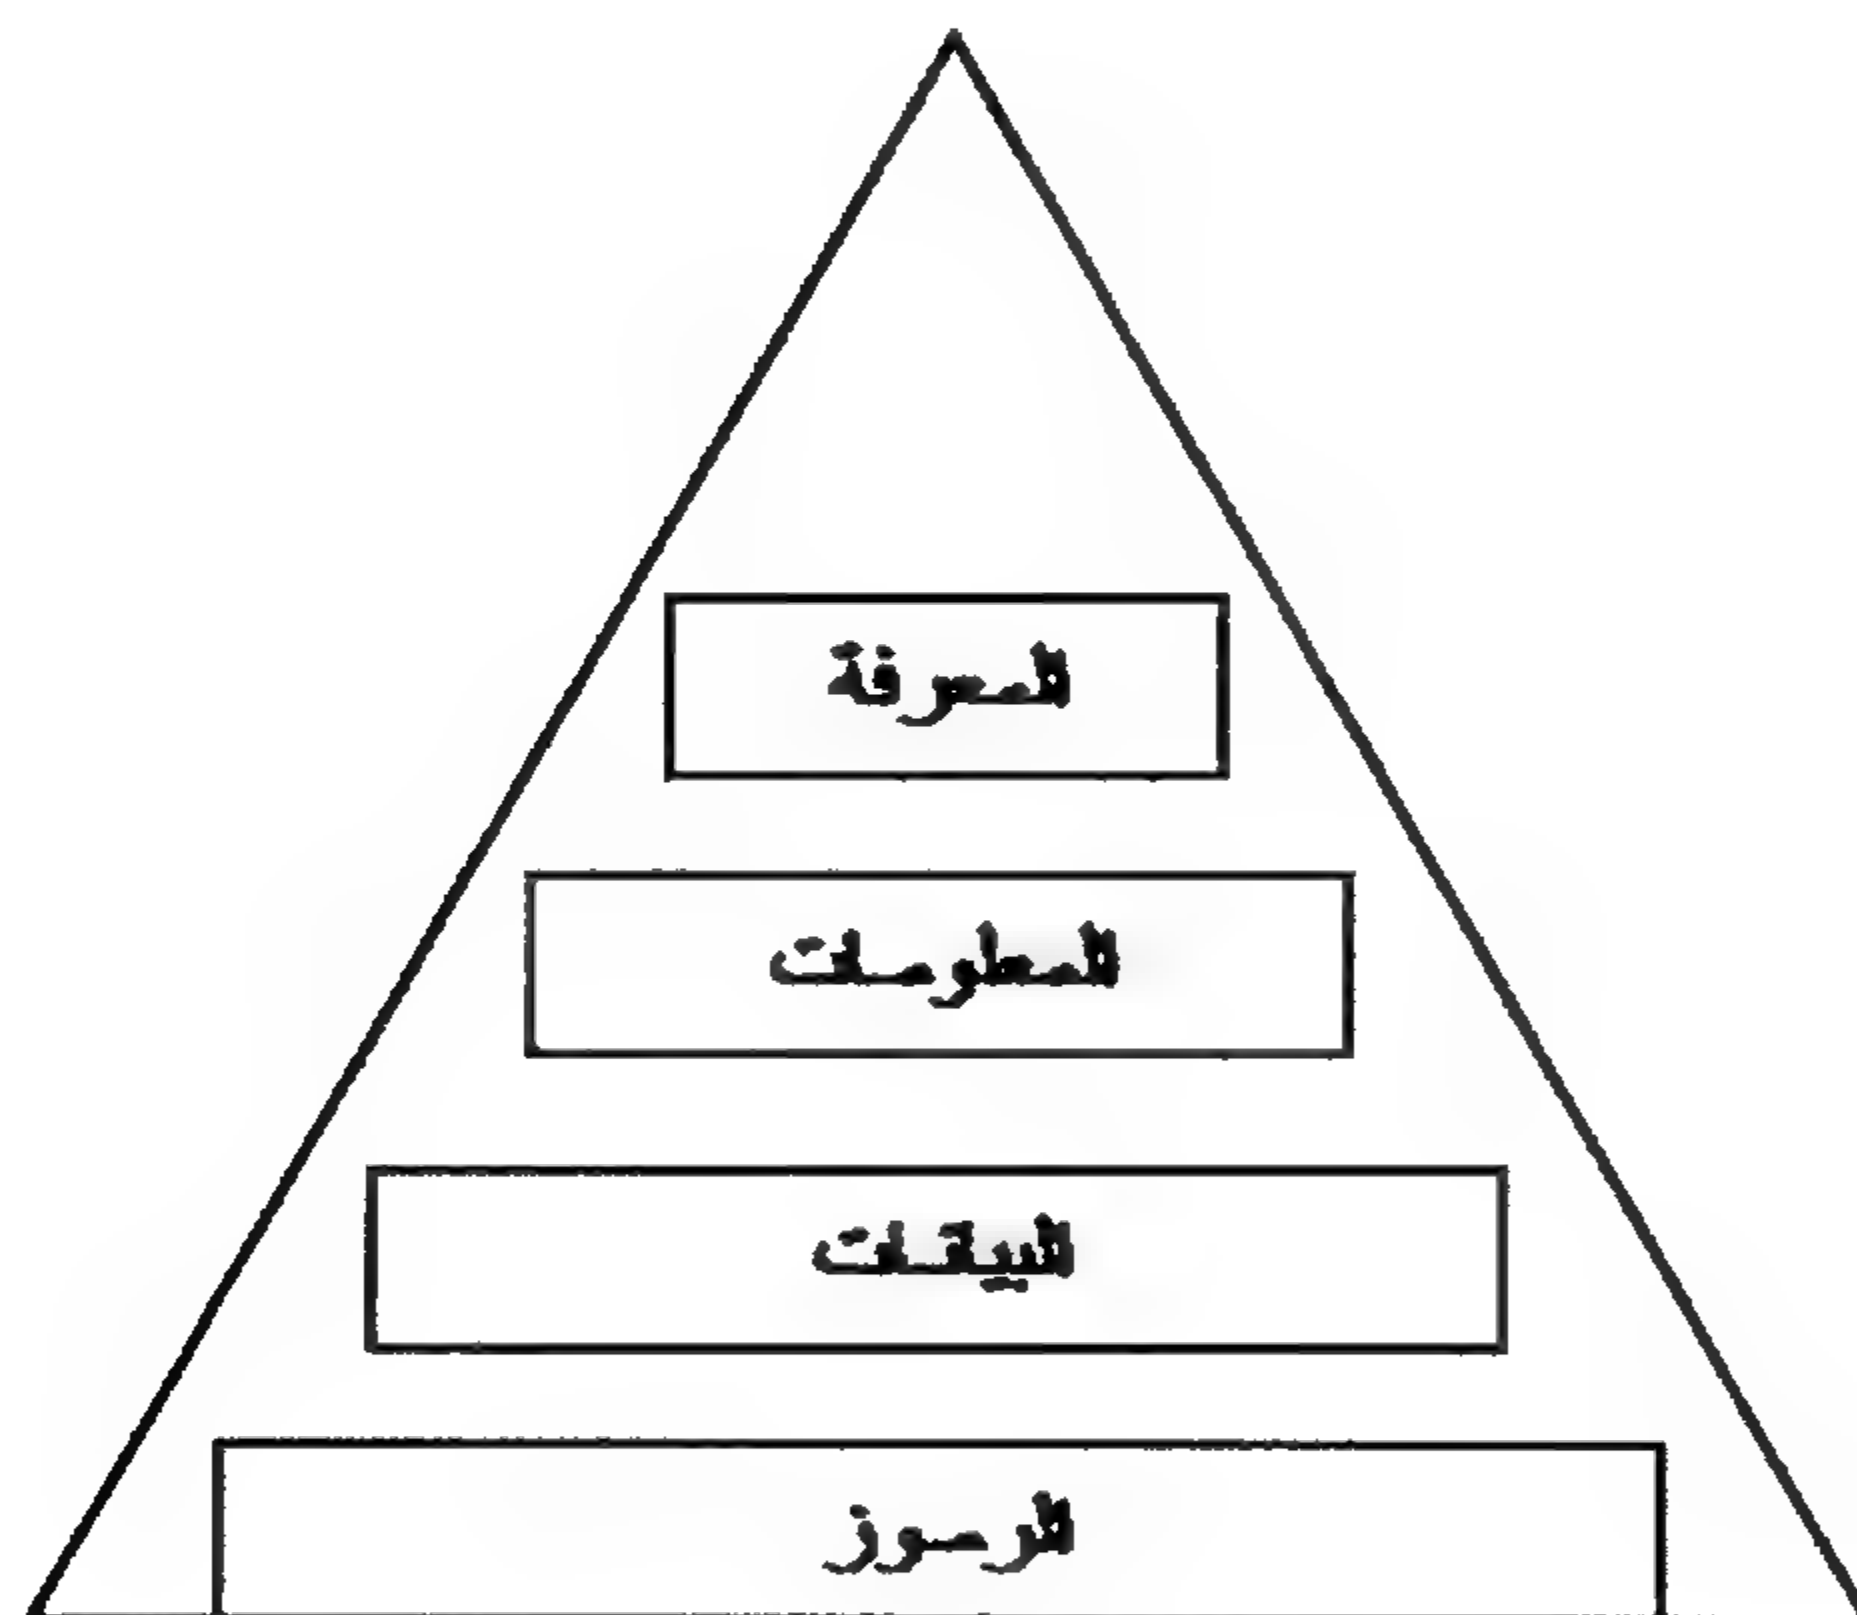 المعرفة
المعلومات
البيانات
الرموز